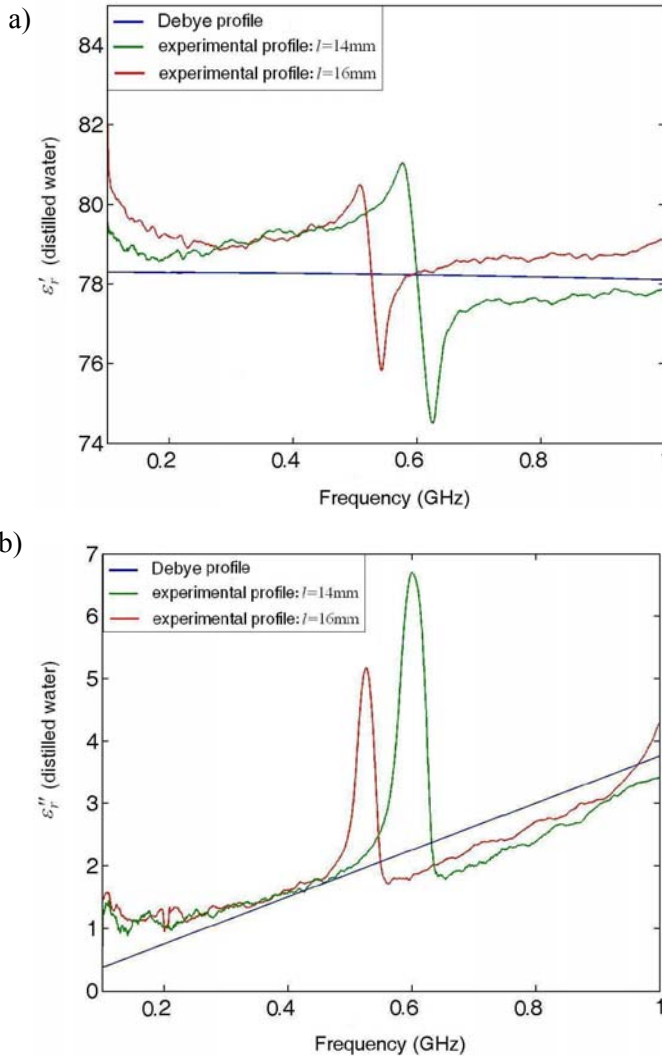 a)
85
82
80
78
76
74
ε′r (distilled water)
Debye profile
experimental profile: l=14mm
experimental profile: l=16mm
0.2 0.4 0.6 0.8 1
Frequency (GHz)
b)
7
6
5
4
3
2
1
0
ε″r (distilled water)
Debye profile
experimental profile: l=14mm
experimental profile: l=16mm
0.2 0.4 0.6 0.8 1
Frequency (GHz)